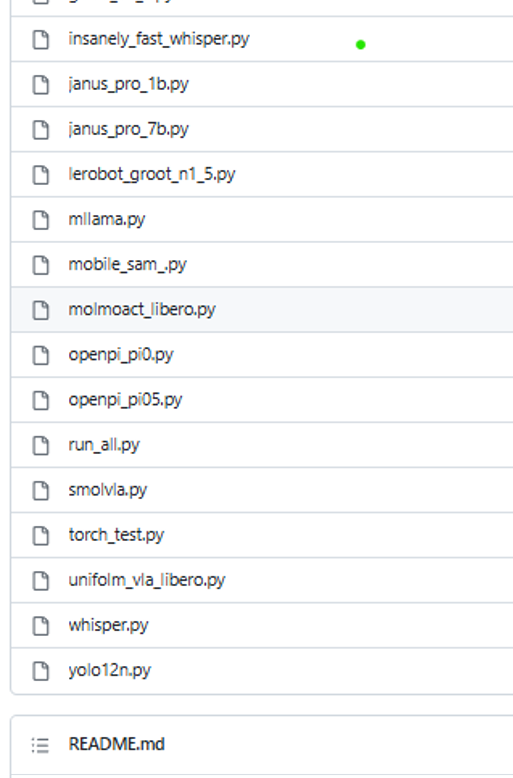 insanely_fast_whisper.py
janus_pro_1b.py
janus_pro_7b.py
lerobot_groot_n1_5.py
mllama.py
mobile_sam_.py
molmoact_libero.py
openpi_pi0.py
openpi_pi05.py
run_all.py
smolvla.py
torch_test.py
unifolm_vla_libero.py
whisper.py
yolo12n.py
README.md